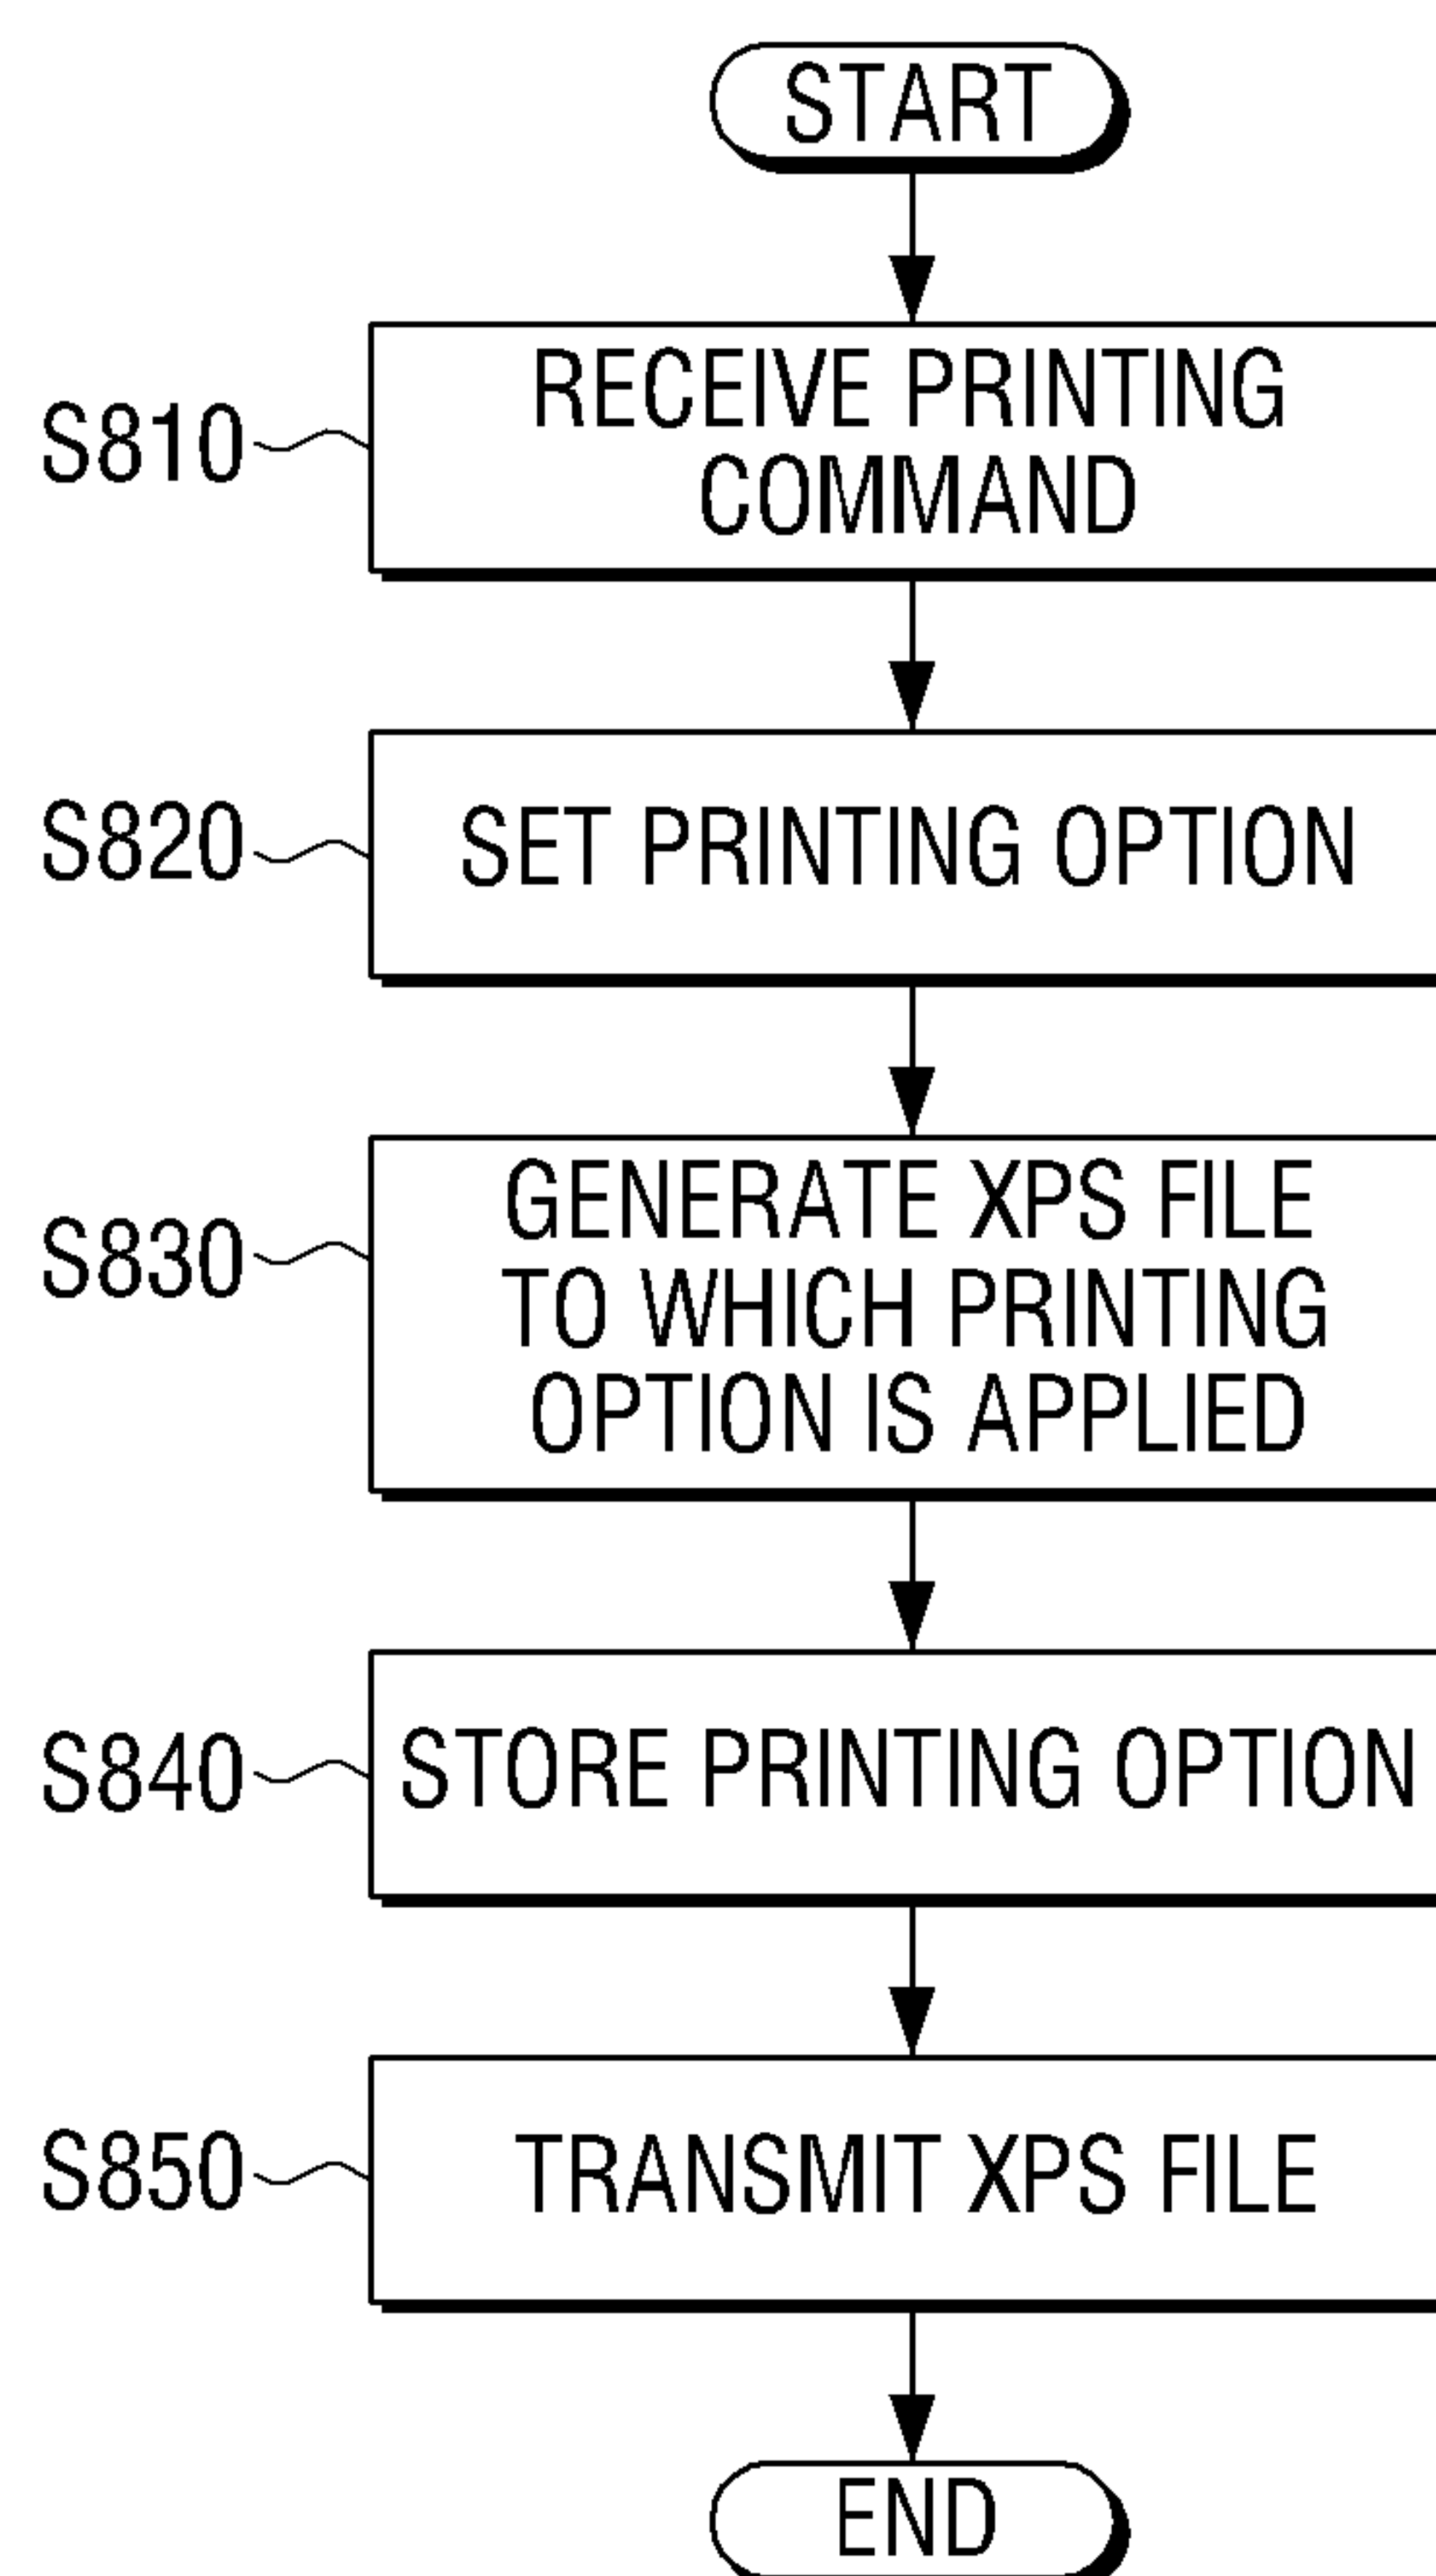 START
S810
RECEIVE PRINTING
COMMAND
S820
SET PRINTING OPTION
S830
GENERATE XPS FILE
TO WHICH PRINTING
OPTION IS APPLIED
S840
STORE PRINTING OPTION
S850
TRANSMIT XPS FILE
END